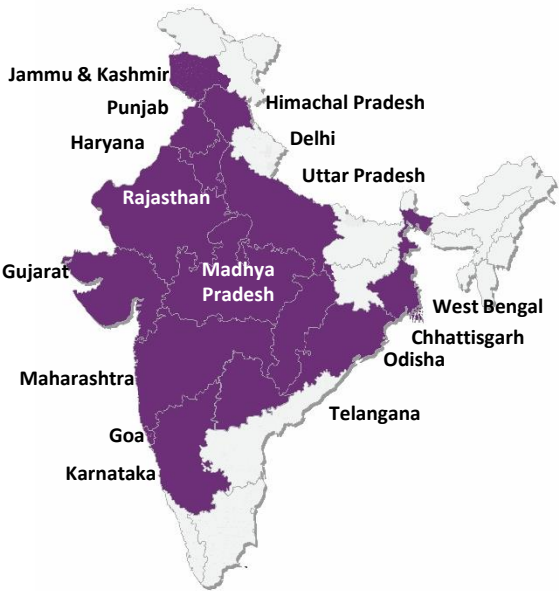 Jammu & Kashmir
Punjab
Himachal Pradesh
Haryana
Delhi
Uttar Pradesh
Rajasthan
Gujarat
Madhya
Pradesh
West Bengal
Chhattisgarh
Odisha
Maharashtra
Telangana
Goa
Karnataka